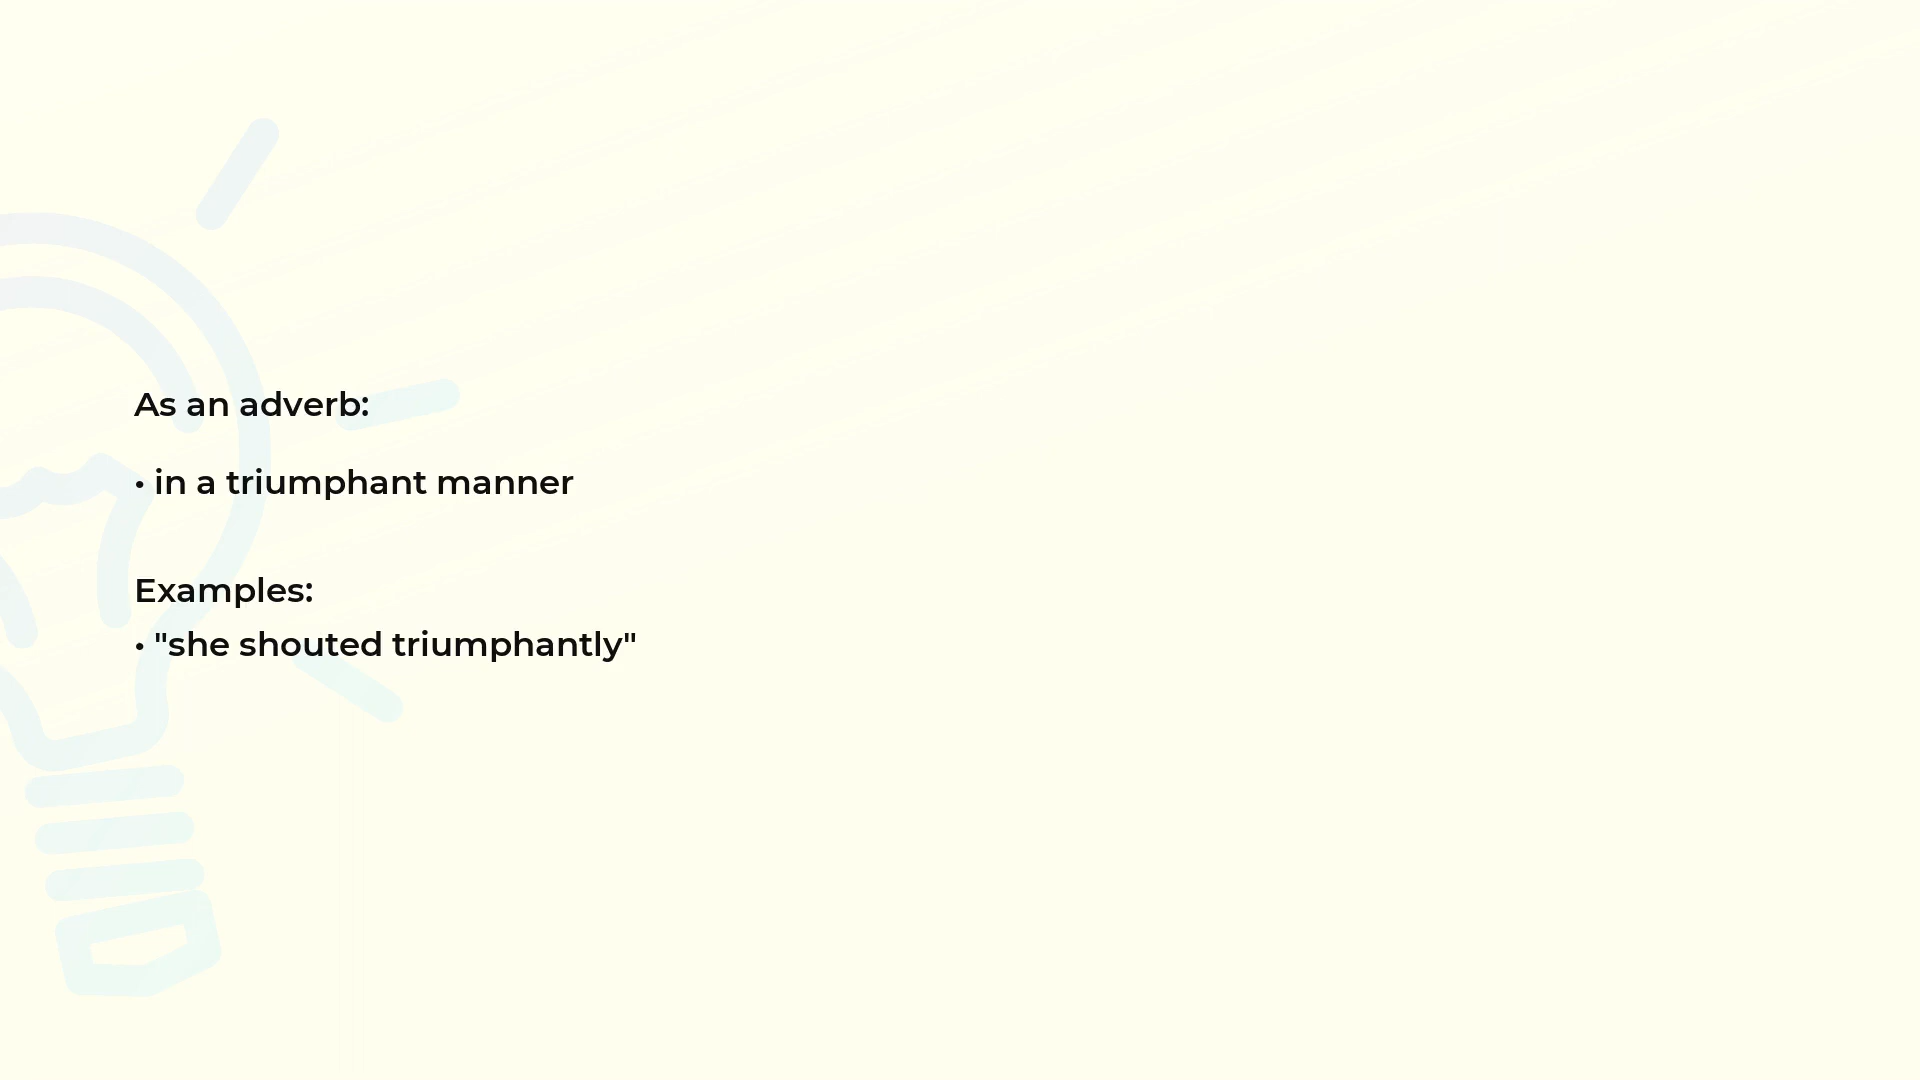 As an adverb:
• in a triumphant manner
Examples:
• "she shouted triumphantly"